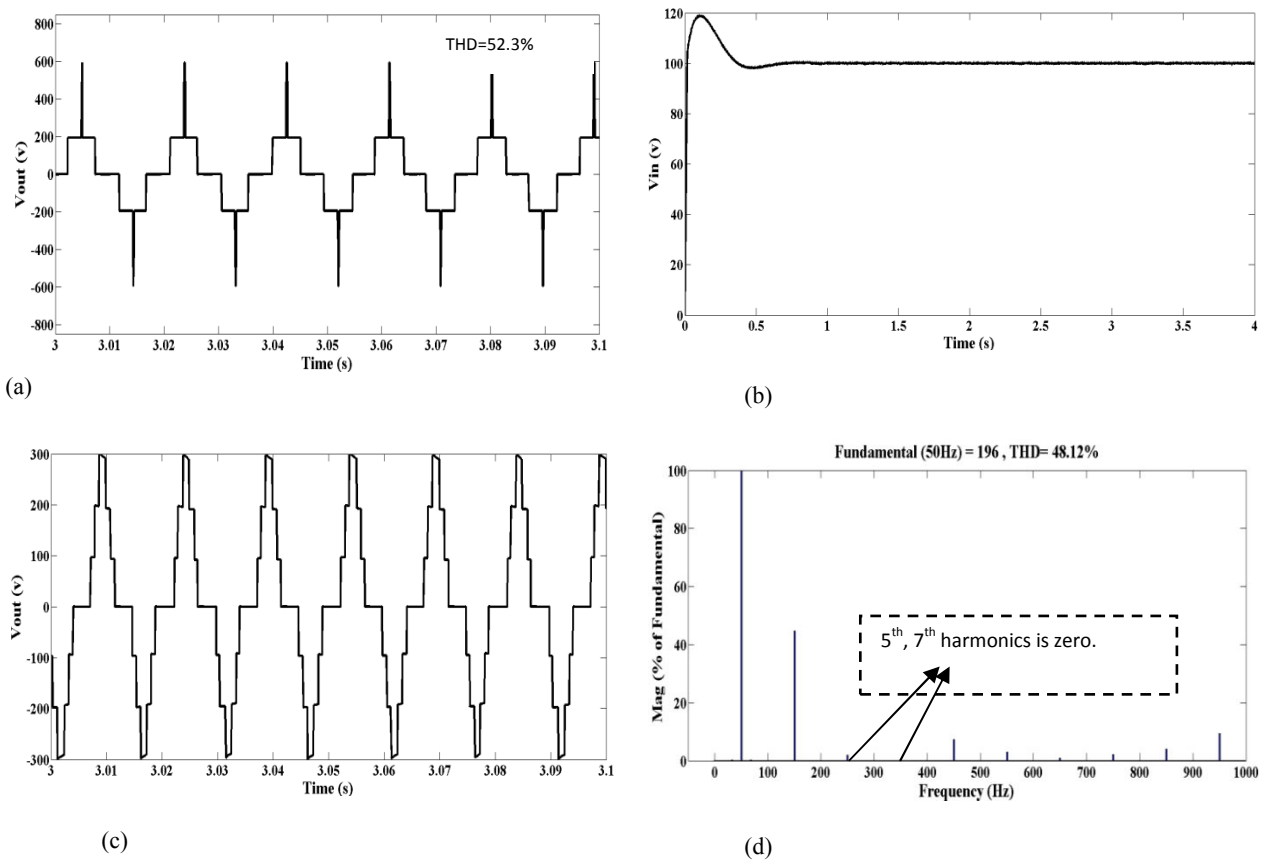 THD=52.3%
800
600
400
200
0
-200
-400
-600
-800
Vout (v)
3 3.01 3.02 3.03 3.04 3.05 3.06 3.07 3.08 3.09 3.1
Time (s)
(a)
120
100
80
60
40
20
0
Vin (v)
0 0.5 1 1.5 2 2.5 3 3.5 4
Time (s)
(b)
300
200
100
0
-100
-200
-300
Vout (v)
3 3.01 3.02 3.03 3.04 3.05 3.06 3.07 3.08 3.09 3.1
Time (s)
(c)
Fundamental (50Hz) = 196 , THD= 48.12%
100
80
60
40
20
0
Mag (% of Fundamental)
5th, 7th harmonics is zero.
0 100 200 300 400 500 600 700 800 900 1000
Frequency (Hz)
(d)